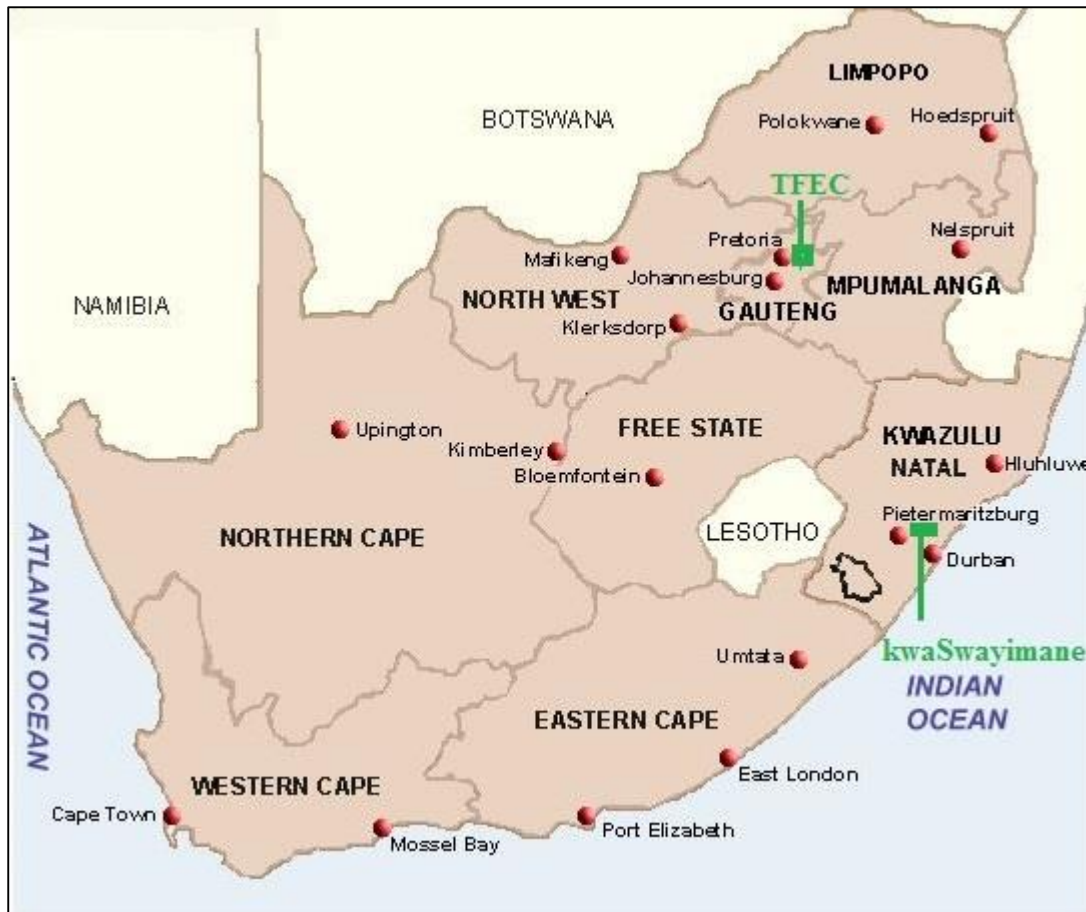 LIMPOPO
BOTSWANA
Polokwane
Hoedspruit
TFEC
Pretoria
Nelspruit
Mafikeng
Johannesburg
MPUMALANGA
NAMIBIA
NORTH WEST
GAUTENG
Klerksdorp
Upington
FREE STATE
KWAZULU
NATAL
Kimberley
Hluhluwe
Bloemfontein
Pietermaritzburg
LESOTHO
NORTHERN CAPE
Durban
ATLANTIC OCEAN
Umtata
kwaSwayimane
INDIAN
OCEAN
EASTERN CAPE
East London
WESTERN CAPE
Cape Town
Port Elizabeth
Mossel Bay